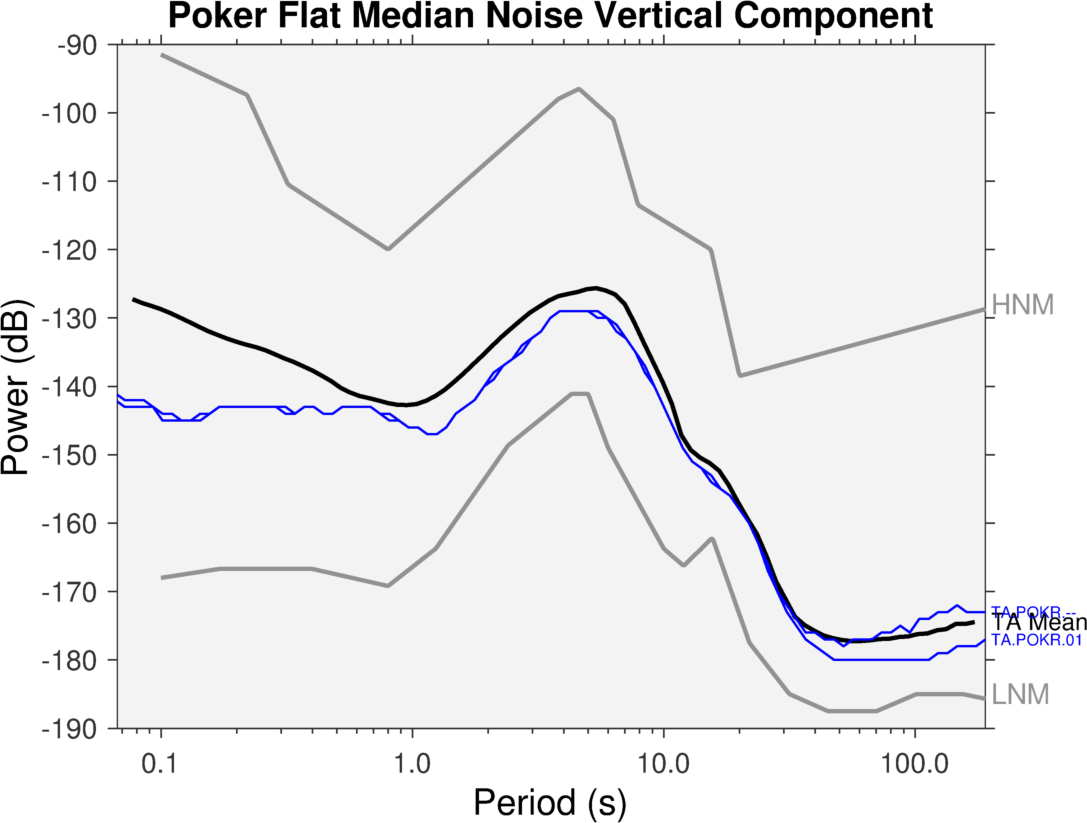 Poker Flat Median Noise Vertical Component
-90
-100
-110
-120
-130
-140
-150
-160
-170
-180
-190
Power (dB)
HNM
TA.POKR.--
TA Mean
TA.POKR.01
LNM
0.1
1.0
10.0
100.0
Period (s)